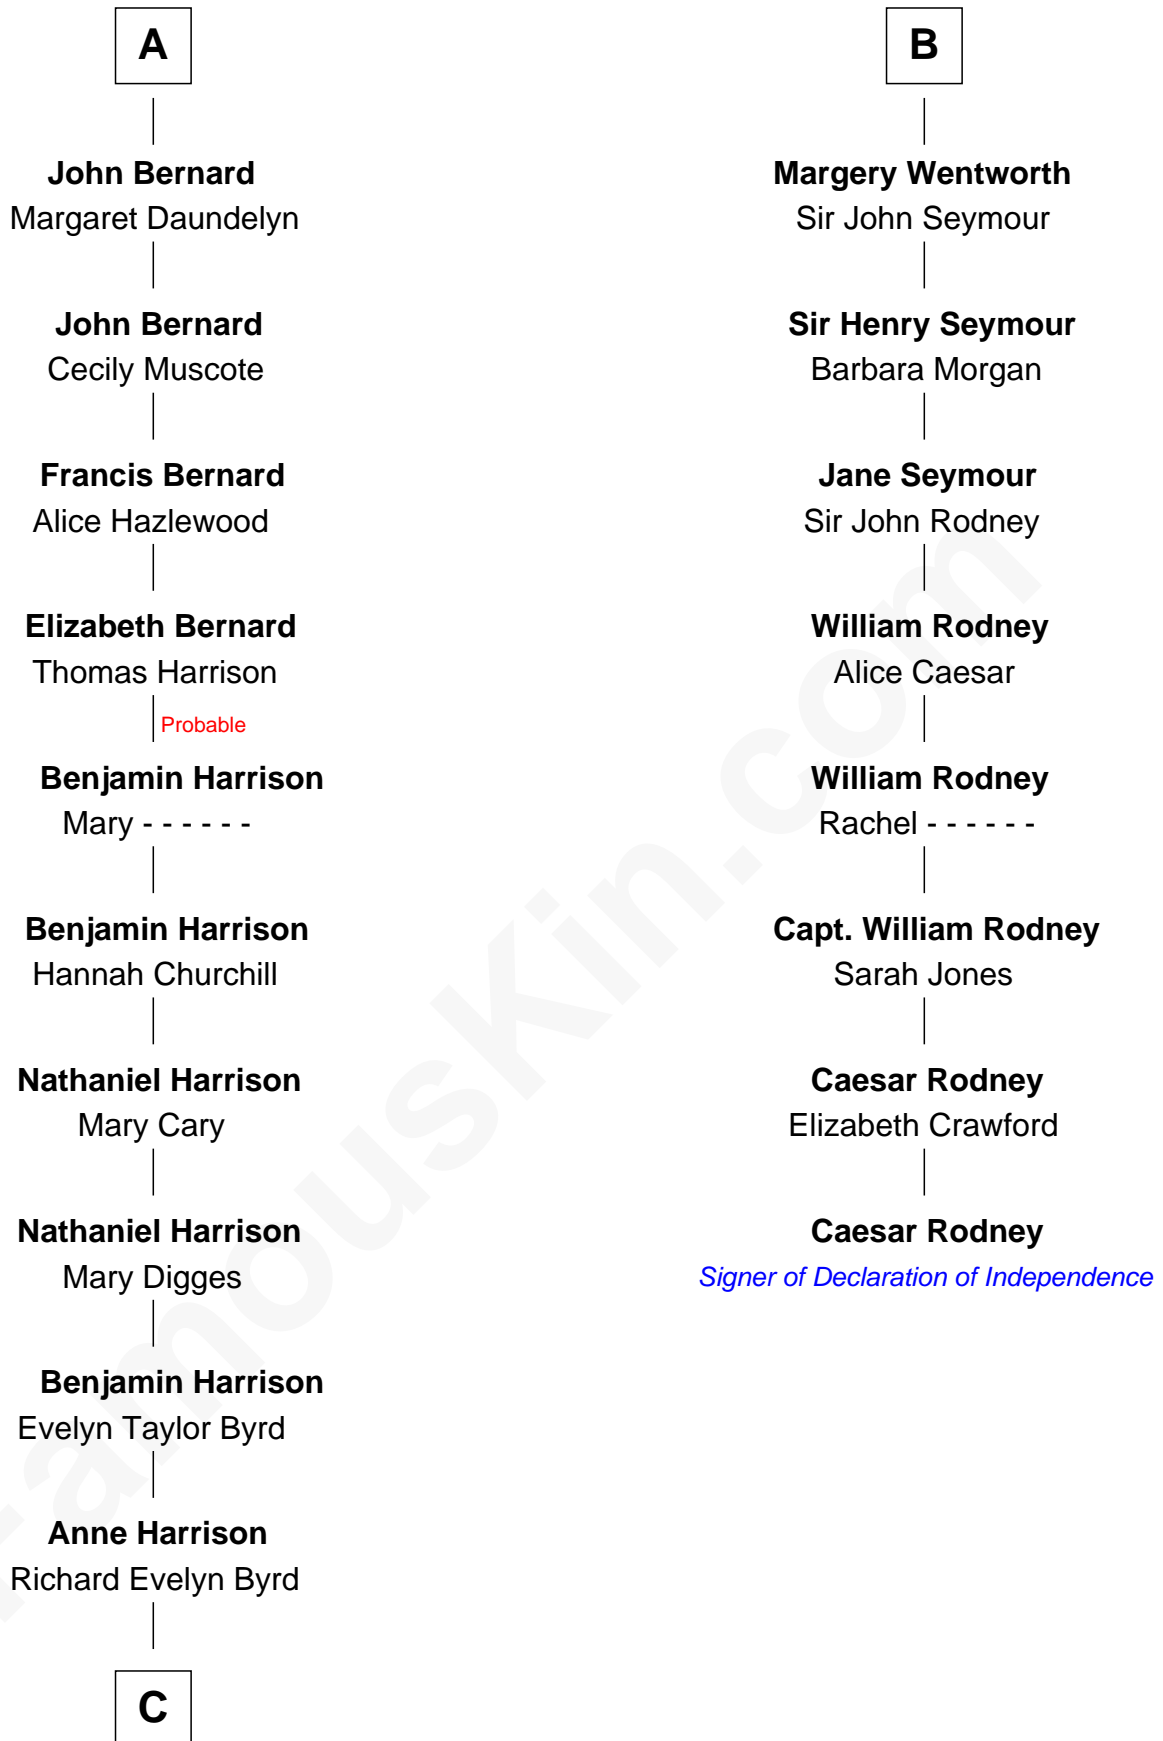 A
John Bernard
Margaret Daundelyn
John Bernard
Cecily Muscote
Francis Bernard
Alice Hazlewood
Elizabeth Bernard
Thomas Harrison
Probable
Benjamin Harrison
Mary - - - - - -
Benjamin Harrison
Hannah Churchill
Nathaniel Harrison
Mary Cary
Nathaniel Harrison
Mary Digges
Benjamin Harrison
Evelyn Taylor Byrd
Anne Harrison
Richard Evelyn Byrd
C
B
Margery Wentworth
Sir John Seymour
Sir Henry Seymour
Barbara Morgan
Jane Seymour
Sir John Rodney
William Rodney
Alice Caesar
William Rodney
Rachel - - - - - -
Capt. William Rodney
Sarah Jones
Caesar Rodney
Elizabeth Crawford
Caesar Rodney
Signer of Declaration of Independence
FamousKin.com